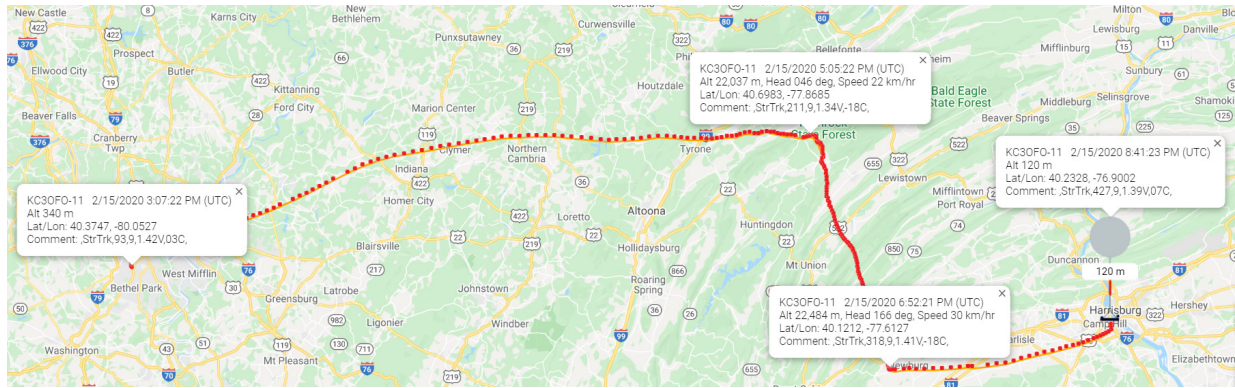 New Castle
Karns City
New Bethlehem
Clearfield
Curwensville
Milton
Lewisburg
Danville
Prospect
Butler
Punxsutawney
Bellefonte
Mifflinburg
Ellwood City
Kittanning
Ford City
Houtzdale
Sunbury
Selinsgrove
Beaver Falls
Marion Center
KC3OFO-11 2/15/2020 5:05:22 PM (UTC)
Alt 22,037 m, Head 046 deg, Speed 22 km/hr
Lat/Lon: 40.6983, -77.8685
Comment: ,StrTrk,211,9,1.34V,-18C,
Bald Eagle
State Forest
Middleburg
Beaver Springs
Cranberry
Twp
Clymer
Northern
Cambria
Tyrone
State Forest
Indiana
Homer City
Lewistown
Mifflintown
Port Royal
KC3OFO-11 2/15/2020 8:41:23 PM (UTC)
Alt 120 m
Lat/Lon: 40.2328, -76.9002
Comment: ,StrTrk,427,9,1.39V,07C,
KC3OFO-11 2/15/2020 3:07:22 PM (UTC)
Alt 340 m
Lat/Lon: 40.3747, -80.0527
Comment: ,StrTrk,93,9,1.42V,03C,
Loretto
Altoona
Huntingdon
Blairsville
Hollidaysburg
Duncannon
120 m
West Mifflin
Bethel Park
Latrobe
Greensburg
Johnstown
Roaring
Spring
Mt Union
KC3OFO-11 2/15/2020 6:52:21 PM (UTC)
Alt 22,484 m, Head 166 deg, Speed 30 km/hr
Lat/Lon: 40.1212, -77.6127
Comment: ,StrTrk,318,9,1.41V,-18C,
Harrisburg
Hershey
Camp Hill
Ligonier
Windber
Washington
Mt Pleasant
Elizabethtown